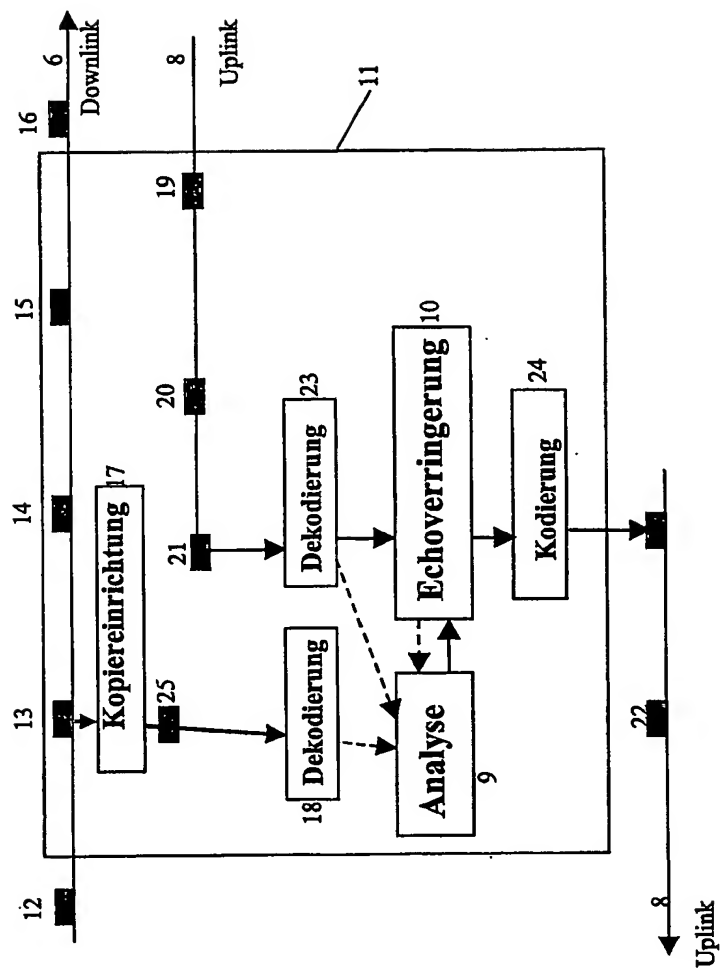 12
13
14
15
16
6
Downlink
8
Uplink
11
Kopiereinrichtung
17
25
21
20
19
Dekodierung
18
Dekodierung
23
Analyse
9
Echoverringerung
10
Kodierung
24
22
8
Uplink